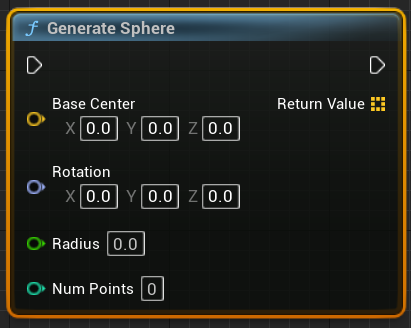 f Generate Sphere
Base Center
X 0.0 Y 0.0 Z 0.0
Return Value
Rotation
X 0.0 Y 0.0 Z 0.0
Radius 0.0
Num Points 0